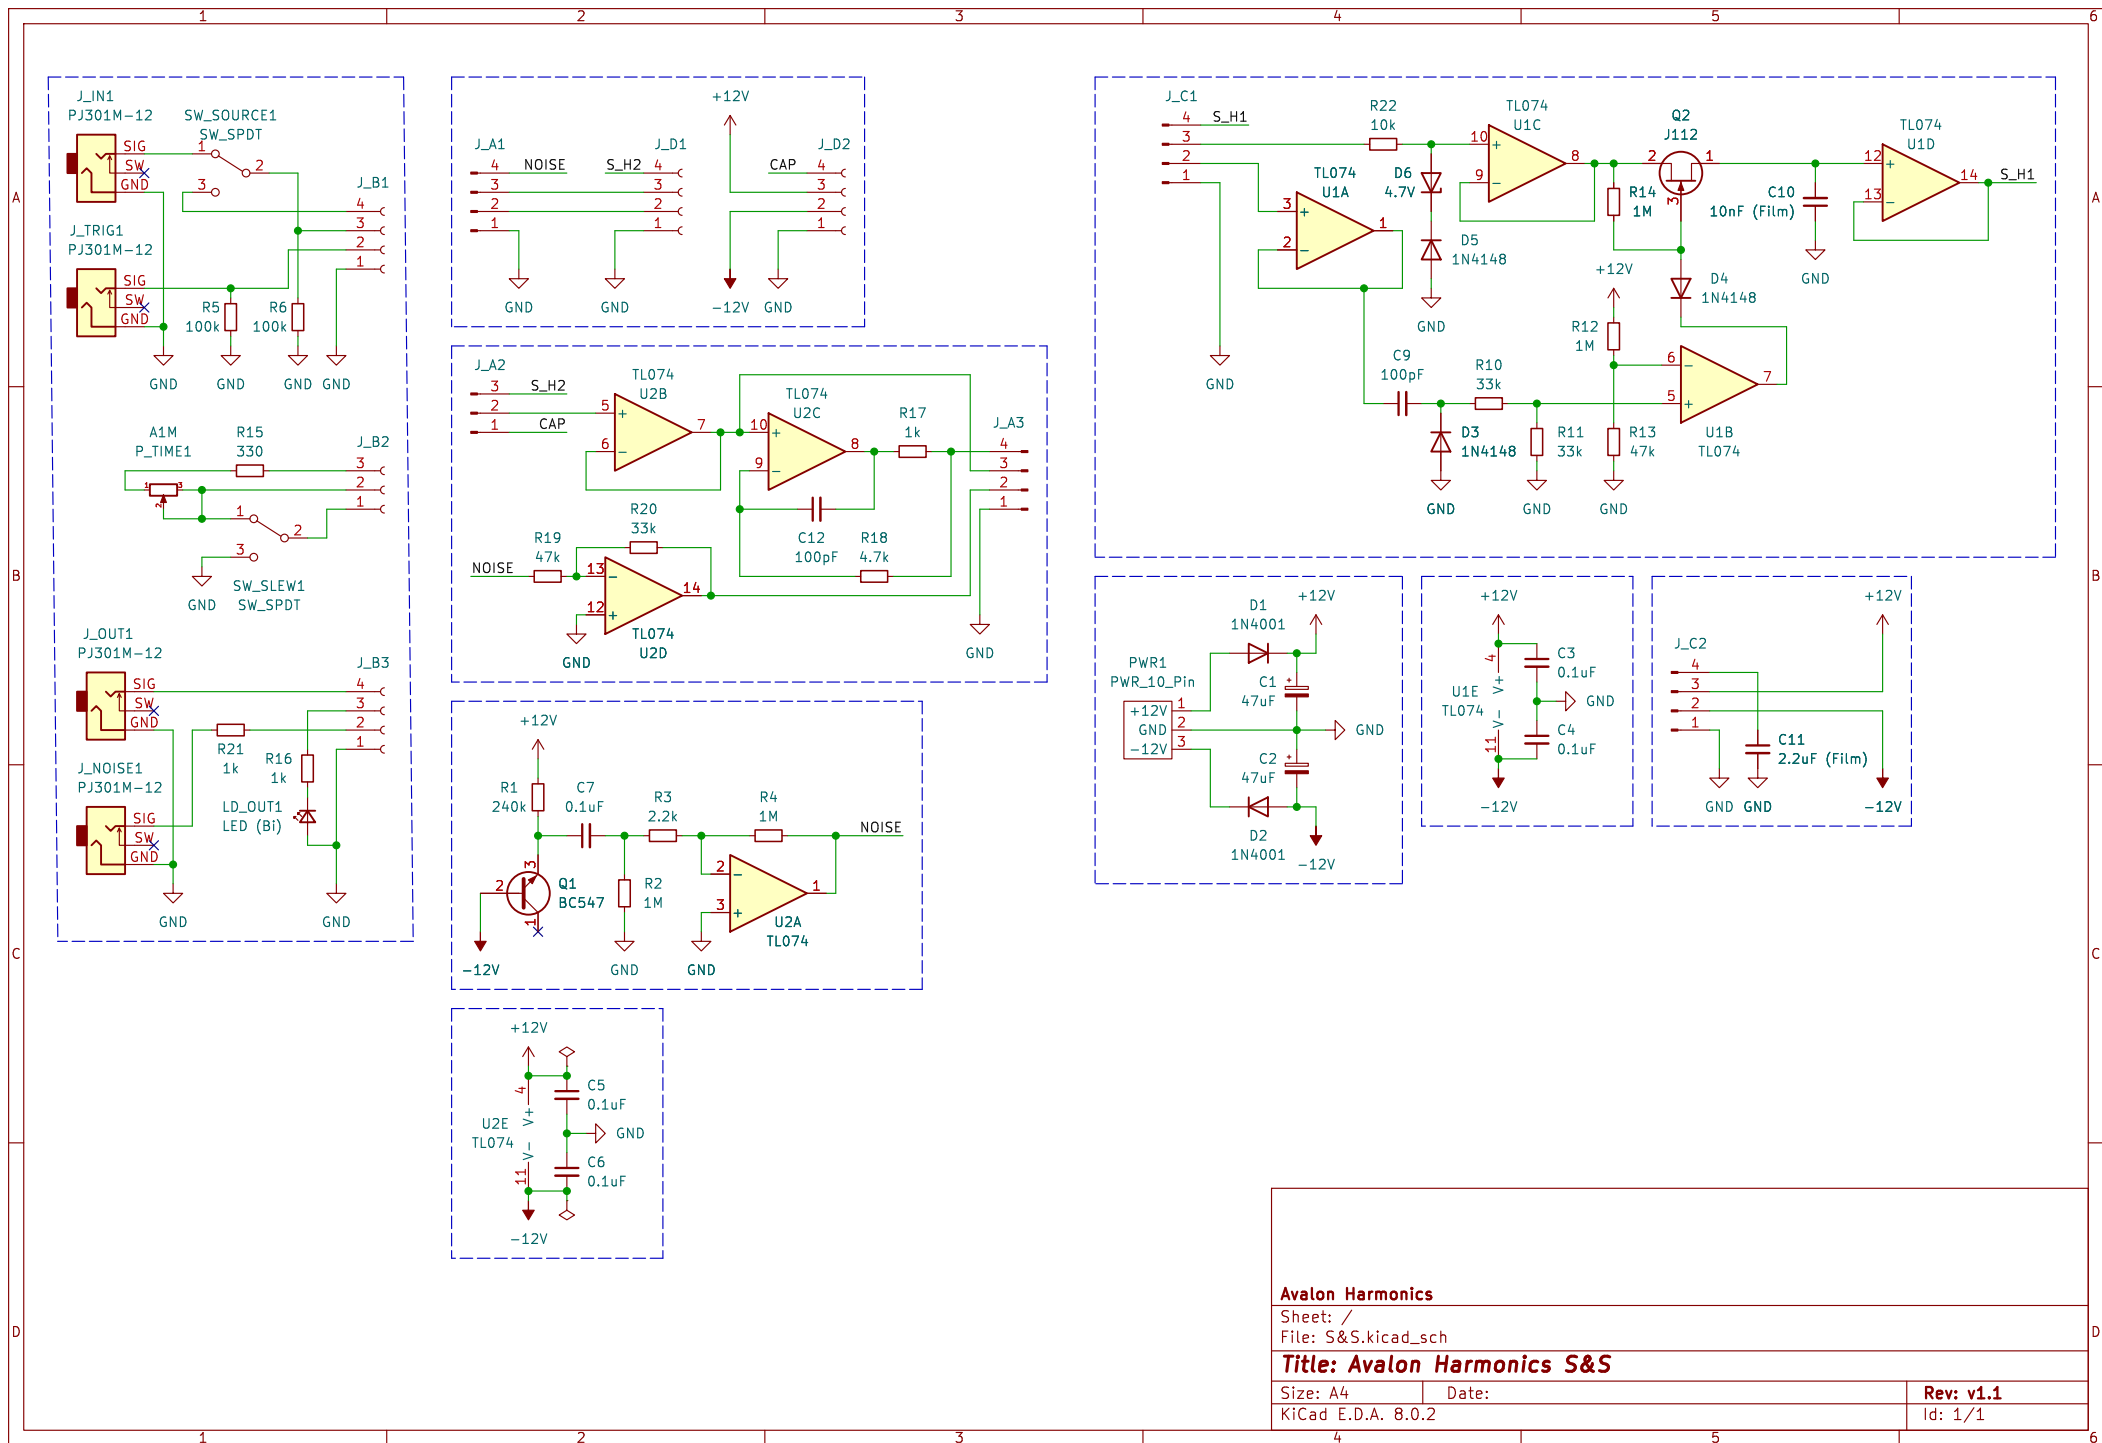 1 2 3 4 5 6
A
B
C
D
J_IN1
PJ301M-12
SIG
SW
GND
SW_SOURCE1
SW_SPDT
1
2
3
J_B1
4
3
2
1
J_TRIG1
PJ301M-12
SIG
SW
GND
R5
100k
R6
100k
GND
GND
GND
GND
A1M
P_TIME1
1
3
2
R15
330
J_B2
3
2
1
1
2
3
GND
SW_SLEW1
SW_SPDT
J_OUT1
PJ301M-12
SIG
SW
GND
J_B3
4
3
2
1
R21
1k
R16
1k
J_NOISE1
PJ301M-12
SIG
SW
GND
LD_OUT1
LED (Bi)
GND
GND
J_A1
4
3
2
1
NOISE
GND
J_D1
S_H2
4
3
2
1
GND
+12V
-12V
J_D2
CAP
4
3
2
1
GND
J_A2
3
2
1
S_H2
CAP
TL074
U2B
5
6
7
+
−
TL074
U2C
10
9
8
+
−
R17
1k
J_A3
4
3
2
1
R20
33k
R19
47k
NOISE
C12
100pF
R18
4.7k
13
12
14
−
+
TL074
U2D
GND
GND
+12V
R1
240k
C7
0.1uF
R3
2.2k
R4
1M
NOISE
3
2
1
Q1
BC547
R2
1M
2
3
1
−
+
U2A
TL074
-12V
GND
GND
+12V
4
V+
V-
11
U2E
TL074
C5
0.1uF
GND
C6
0.1uF
-12V
J_C1
4
3
2
1
S_H1
GND
TL074
U1A
3
2
1
+
−
R22
10k
D6
4.7V
D5
1N4148
GND
TL074
U1C
10
9
8
+
−
R14
1M
Q2
J112
2
1
3
C10
10nF (Film)
GND
TL074
U1D
12
13
14
+
−
S_H1
D4
1N4148
+12V
R12
1M
6
5
7
−
+
U1B
TL074
C9
100pF
R10
33k
D3
1N4148
R11
33k
R13
47k
GND
GND
GND
PWR1
PWR_10_Pin
+12V
GND
-12V
1
2
3
D1
1N4001
+12V
C1
47uF
GND
C2
47uF
D2
1N4001
-12V
+12V
4
V+
V-
11
U1E
TL074
C3
0.1uF
GND
C4
0.1uF
-12V
J_C2
4
3
2
1
+12V
C11
2.2uF (Film)
GND
GND
-12V
Avalon Harmonics
Sheet: /
File: S&S.kicad_sch
Title: Avalon Harmonics S&S
Size: A4
Date:
Rev: v1.1
KiCad E.D.A. 8.0.2
Id: 1/1
A
B
C
D
1 2 3 4 5 6